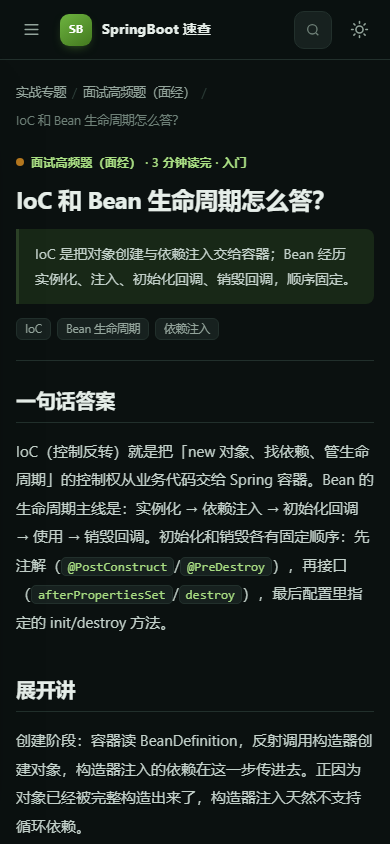 SB SpringBoot 速查
实战专题 / 面试高频题（面经） /
IoC 和 Bean 生命周期怎么答？
面试高频题（面经） · 3 分钟读完 · 入门
IoC 和 Bean 生命周期怎么答？
IoC 是把对象创建与依赖注入交给容器；Bean 经历
实例化、注入、初始化回调、销毁回调，顺序固定。
IoC Bean 生命周期 依赖注入
一句话答案
IoC（控制反转）就是把「new 对象、找依赖、管生命
周期」的控制权从业务代码交给 Spring 容器。Bean 的
生命周期主线是：实例化 → 依赖注入 → 初始化回调
→ 使用 → 销毁回调。初始化和销毁各有固定顺序：先
注解（@PostConstruct/@PreDestroy），再接口
（afterPropertiesSet/destroy），最后配置里指
定的 init/destroy 方法。
展开讲
创建阶段：容器读 BeanDefinition，反射调用构造器创
建对象，构造器注入的依赖在这一步传进去。正因为
对象已经被完整构造出来了，构造器注入天然不支持
循环依赖。